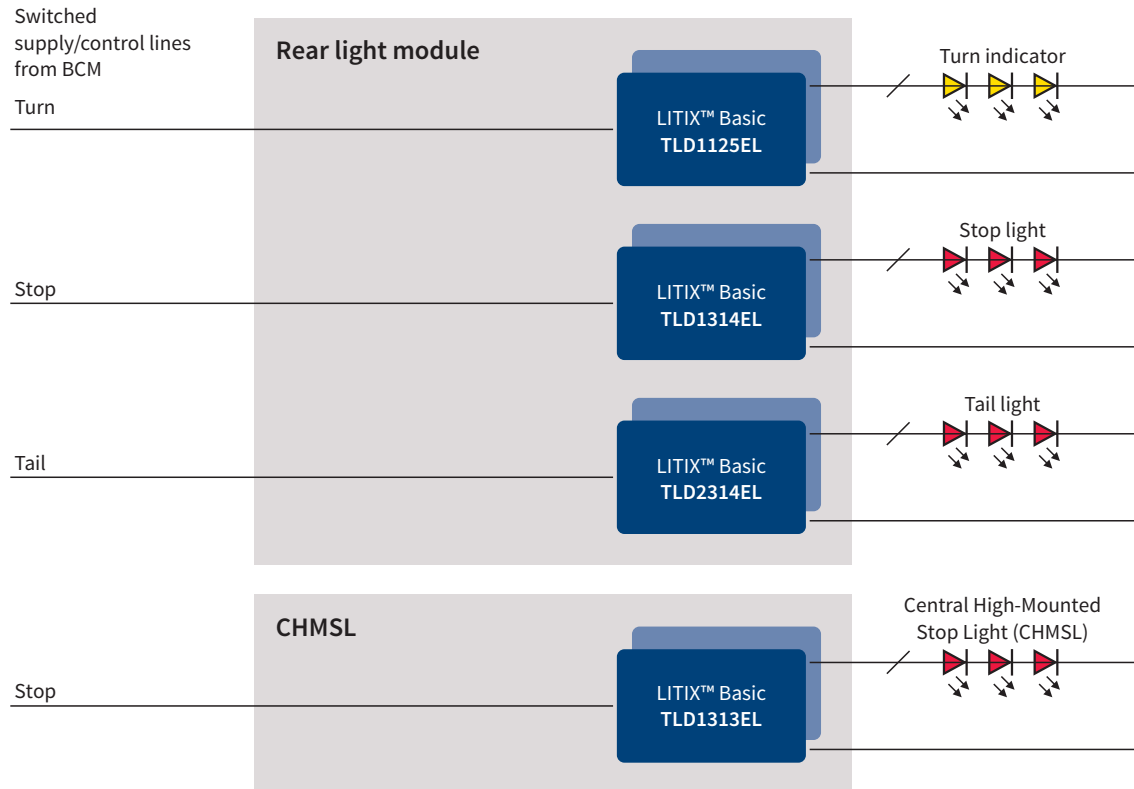 Switched
supply/control lines
from BCM
Rear light module
Turn indicator
Turn
LITIX™ Basic
TLD1125EL
Stop light
Stop
LITIX™ Basic
TLD1314EL
Tail light
Tail
LITIX™ Basic
TLD2314EL
CHMSL
Central High-Mounted
Stop Light (CHMSL)
Stop
LITIX™ Basic
TLD1313EL